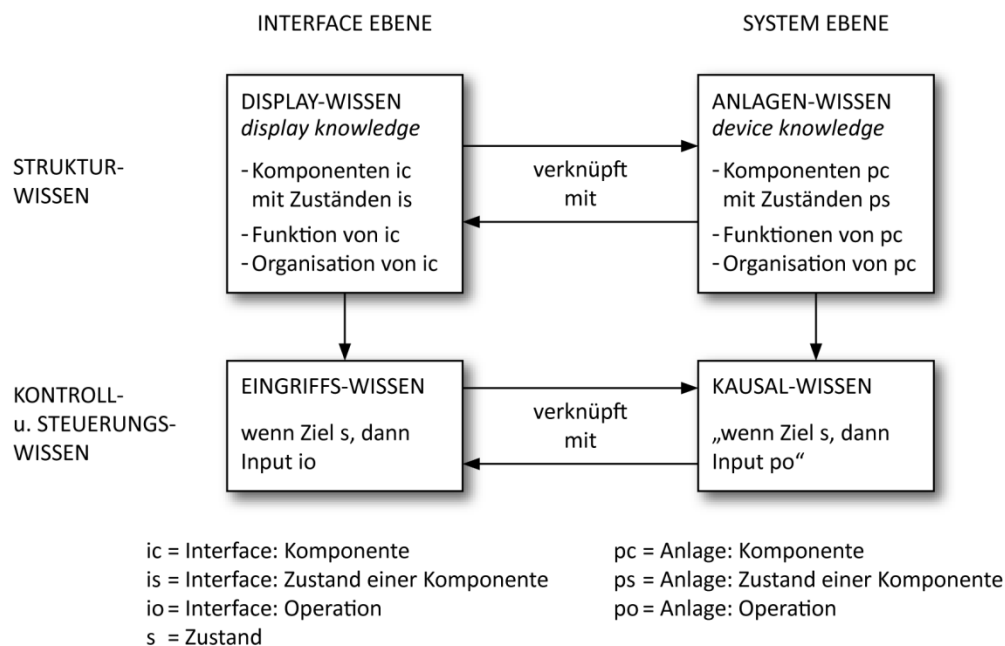 INTERFACE EBENE
SYSTEM EBENE
STRUKTUR-
WISSEN
DISPLAY-WISSEN
display knowledge
- Komponenten ic
mit Zuständen is
- Funktion von ic
- Organisation von ic
verknüpft
mit
ANLAGEN-WISSEN
device knowledge
- Komponenten pc
mit Zuständen ps
- Funktionen von pc
- Organisation von pc
KONTROLL-
u. STEUERUNGS-
WISSEN
EINGRIFFS-WISSEN
wenn Ziel s, dann
Input io
verknüpft
mit
KAUSAL-WISSEN
„wenn Ziel s, dann
Input po“
ic = Interface: Komponente
is = Interface: Zustand einer Komponente
io = Interface: Operation
s = Zustand
pc = Anlage: Komponente
ps = Anlage: Zustand einer Komponente
po = Anlage: Operation